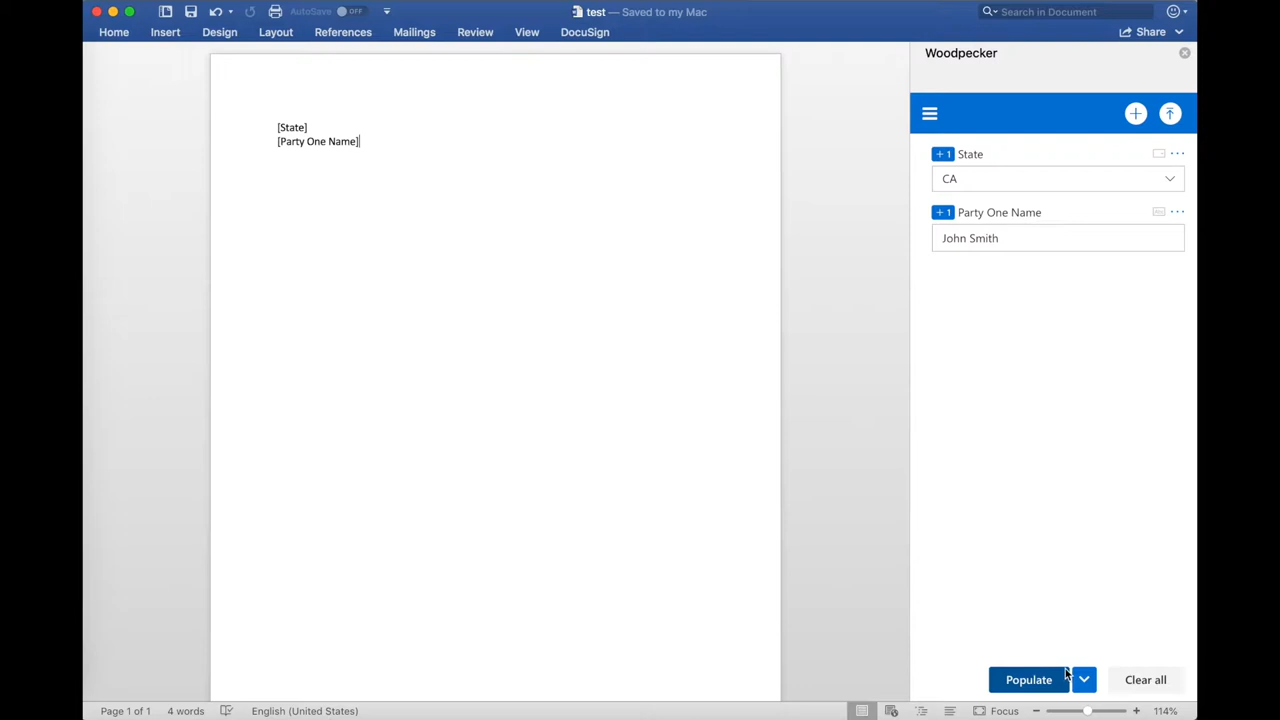 AutoSave OFF
test — Saved to my Mac
Search in Document
Home Insert Design Layout References Mailings Review View DocuSign
Share
Woodpecker
[State]
[Party One Name]
+ 1 State
CA
+ 1 Party One Name
John Smith
Populate
Clear all
Page 1 of 1 4 words English (United States) Focus 114%